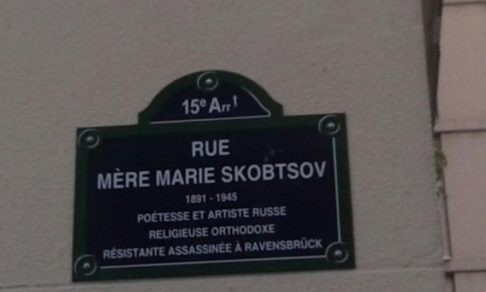 15e Arrt
RUE
MÈRE MARIE SKOBTSOV
1891 - 1945
POÉTESSE ET ARTISTE RUSSE
RELIGIEUSE ORTHODOXE
RÉSISTANTE ASSASSINÉE À RAVENSBRÜCK